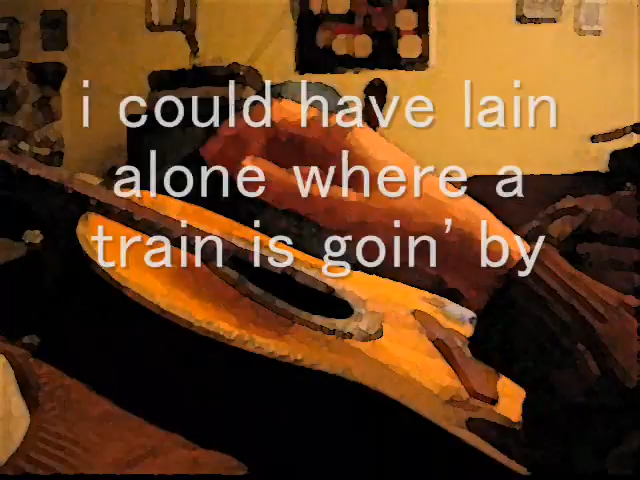 i could have lain
alone where a
train is goin' by